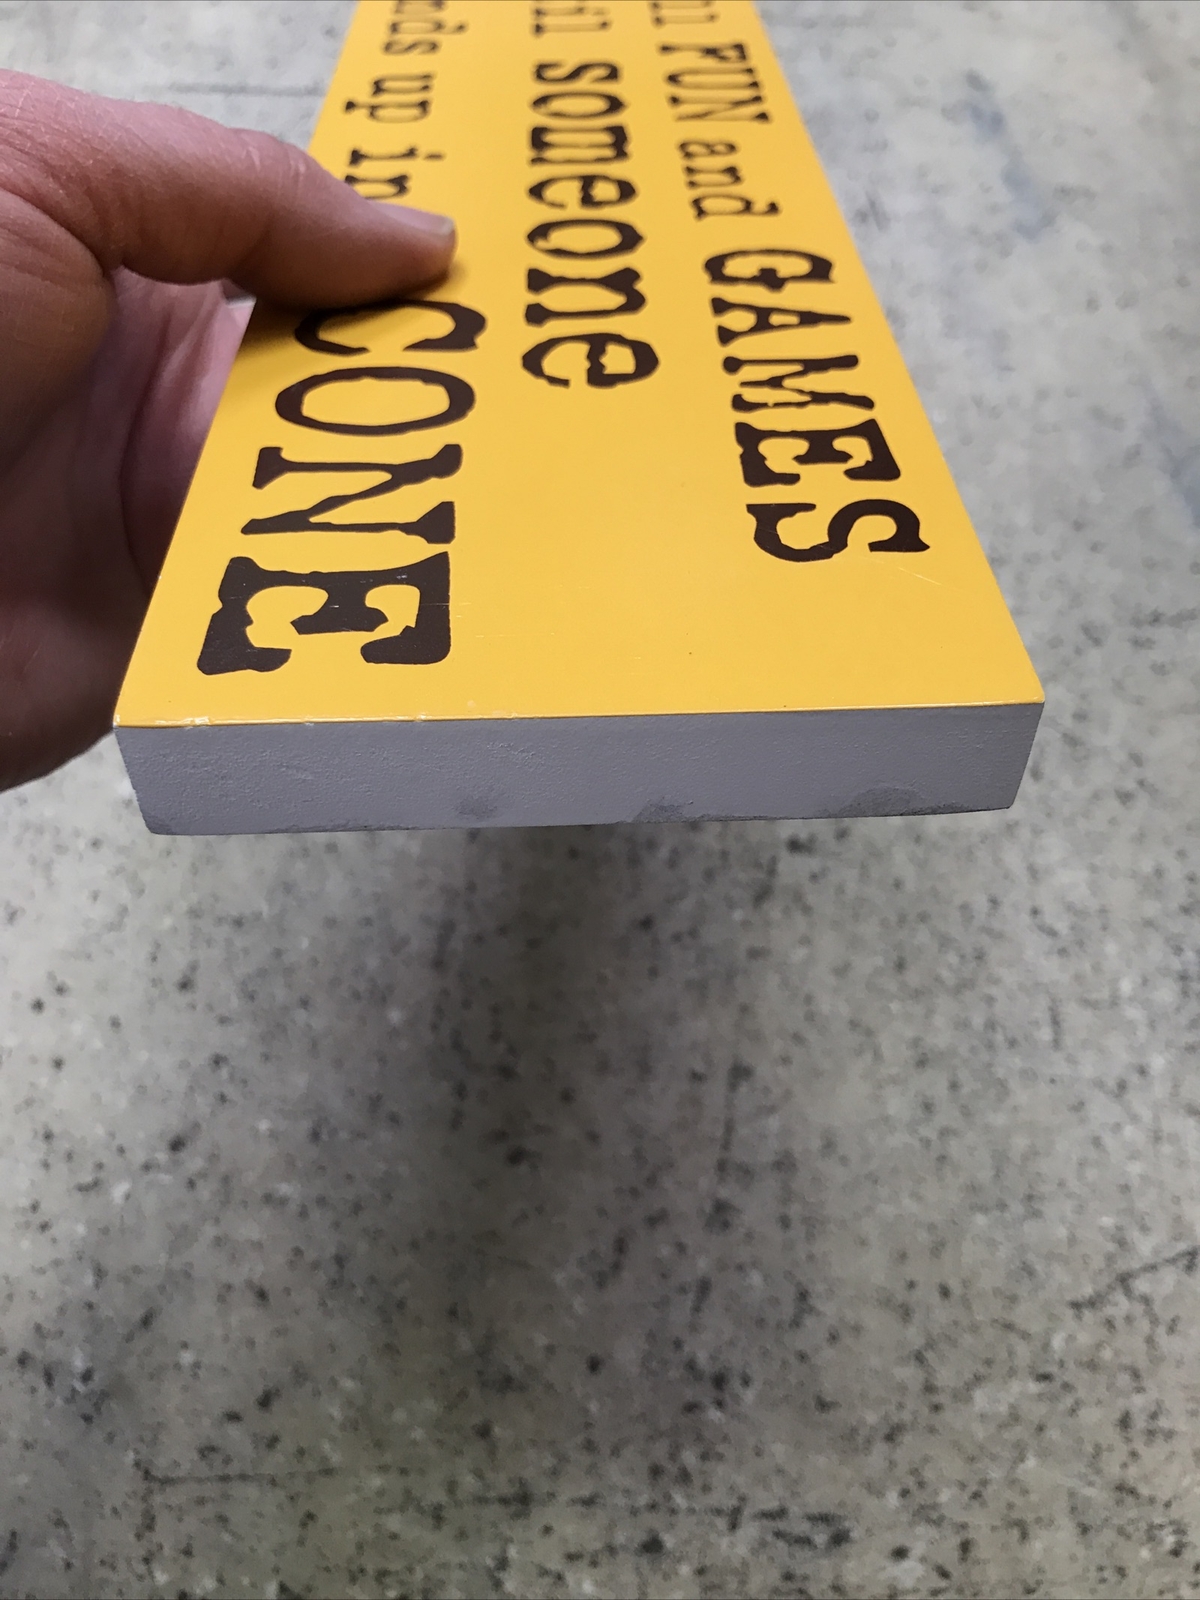 FUN and GAMES
someone
up in CONE